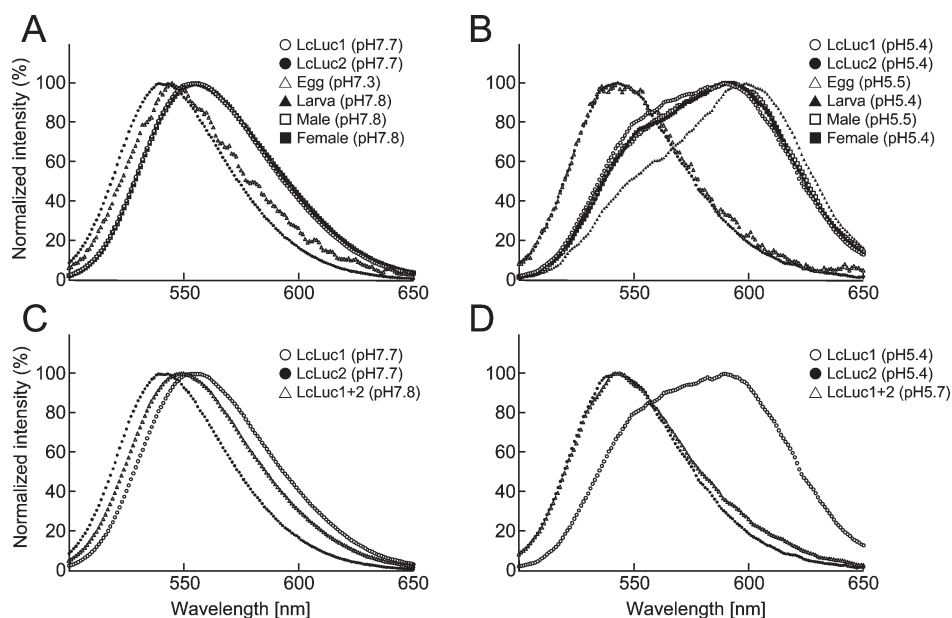 A
○ LcLuc1 (pH7.7)
● LcLuc2 (pH7.7)
△ Egg (pH7.3)
▲ Larva (pH7.8)
□ Male (pH7.8)
■ Female (pH7.8)
Normalized intensity (%)
100
80
60
40
20
0
550
600
650
B
○ LcLuc1 (pH5.4)
● LcLuc2 (pH5.4)
△ Egg (pH5.5)
▲ Larva (pH5.4)
□ Male (pH5.5)
■ Female (pH5.4)
100
80
60
40
20
0
550
600
650
C
○ LcLuc1 (pH7.7)
● LcLuc2 (pH7.7)
△ LcLuc1+2 (pH7.8)
Normalized intensity (%)
100
80
60
40
20
0
550
600
650
Wavelength [nm]
D
○ LcLuc1 (pH5.4)
● LcLuc2 (pH5.4)
△ LcLuc1+2 (pH5.7)
100
80
60
40
20
0
550
600
650
Wavelength [nm]